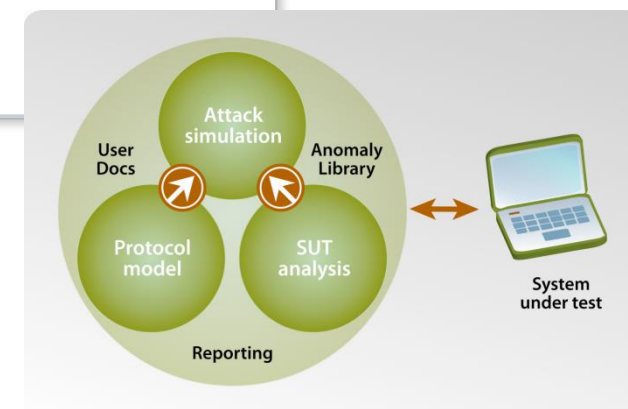 Attack
simulation
User
Docs
Anomaly
Library
Protocol
model
SUT
analysis
Reporting
System
under test